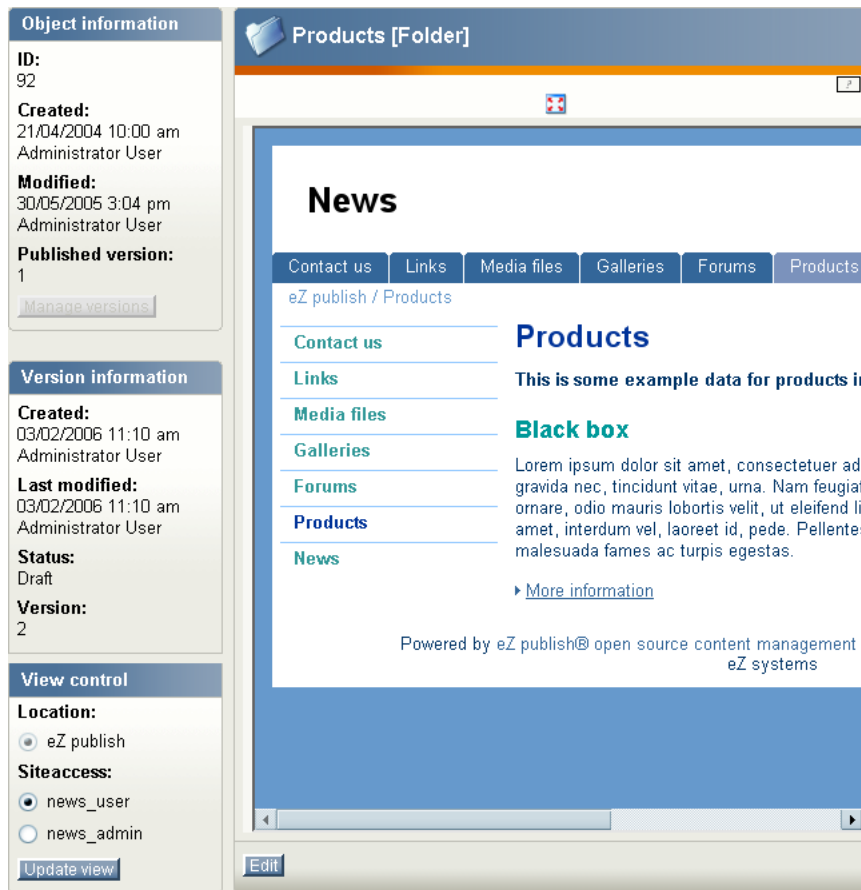 Object information
ID:
92
Created:
21/04/2004 10:00 am
Administrator User
Modified:
30/05/2005 3:04 pm
Administrator User
Published version:
1
Manage versions
Version information
Created:
03/02/2006 11:10 am
Administrator User
Last modified:
03/02/2006 11:10 am
Administrator User
Status:
Draft
Version:
2
View control
Location:
eZ publish
Siteaccess:
news_user
news_admin
Update view
Products [Folder]
News
Contact us Links Media files Galleries Forums Products
eZ publish / Products
Contact us
Links
Media files
Galleries
Forums
Products
News
Products
This is some example data for products i
Black box
Lorem ipsum dolor sit amet, consectetuer ad
gravida nec, tincidunt vitae, urna. Nam feugiat
ornare, odio mauris lobortis velit, ut eleifend li
amet, interdum vel, laoreet id, pede. Pellentes
malesuada fames ac turpis egestas.
More information
Powered by eZ publish® open source content management
eZ systems
Edit